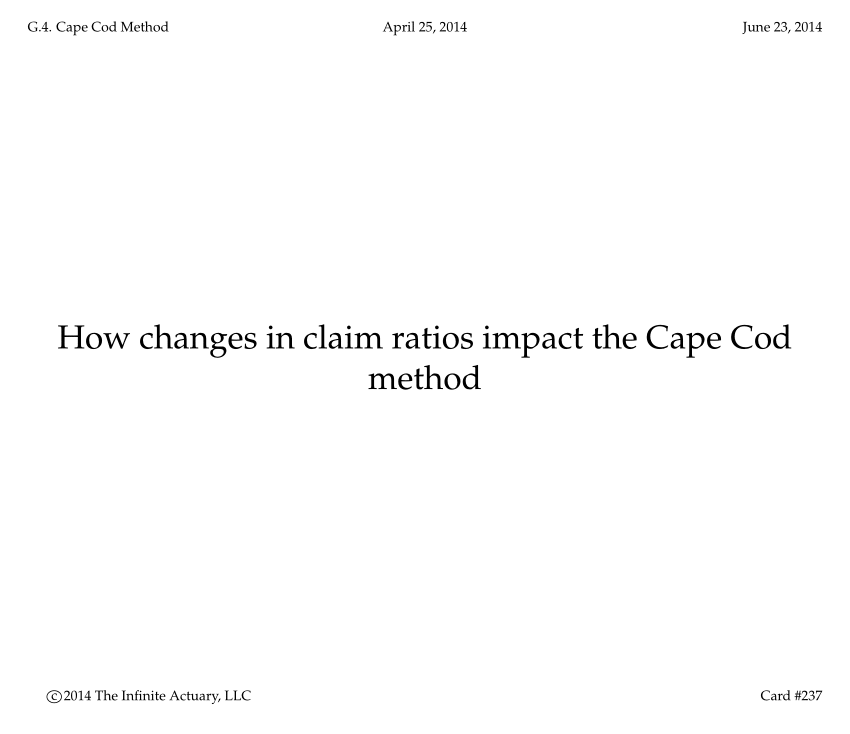 G.4. Cape Cod Method April 25, 2014 June 23, 2014
How changes in claim ratios impact the Cape Cod
method
©2014 The Infinite Actuary, LLC Card #237